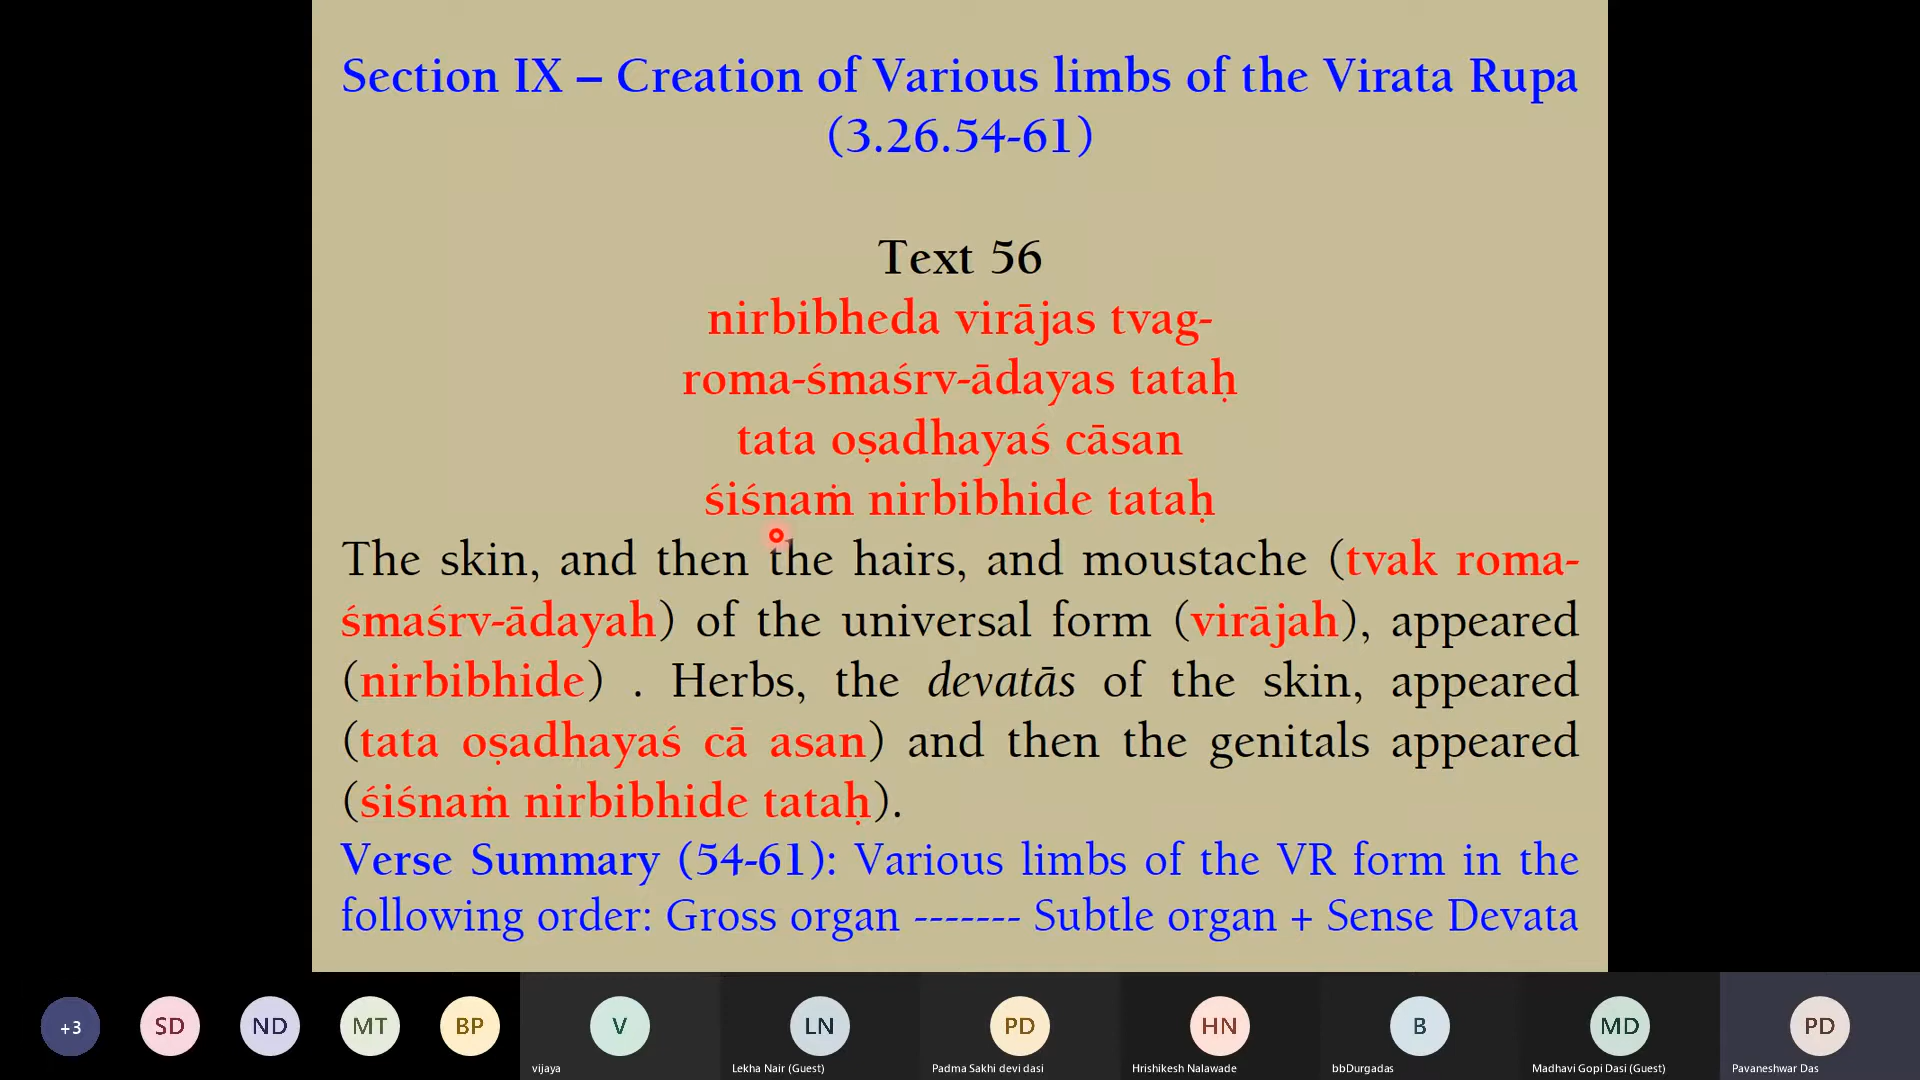 Section IX – Creation of Various limbs of the Virata Rupa
(3.26.54-61)
Text 56
nirbibheda virājas tvag-
roma-śmaśrv-ādayas tataḥ
tata oṣadhayaś cāsan
śiśnaṁ nirbibhide tataḥ
The skin, and then the hairs, and moustache (tvak roma-
śmaśrv-ādayah) of the universal form (virājah), appeared
(nirbibhide) . Herbs, the devatās of the skin, appeared
(tata oṣadhayaś cā asan) and then the genitals appeared
(śiśnaṁ nirbibhide tataḥ).
Verse Summary (54-61): Various limbs of the VR form in the
following order: Gross organ ------- Subtle organ + Sense Devata
+3 SD ND MT BP V LN PD HN B MD PD
vijaya Lekha Nair (Guest) Padma Sakhi devi dasi Hrishikesh Nalawade bbDurgadas Madhavi Gopi Dasi (Guest) Pavaneshwar Das